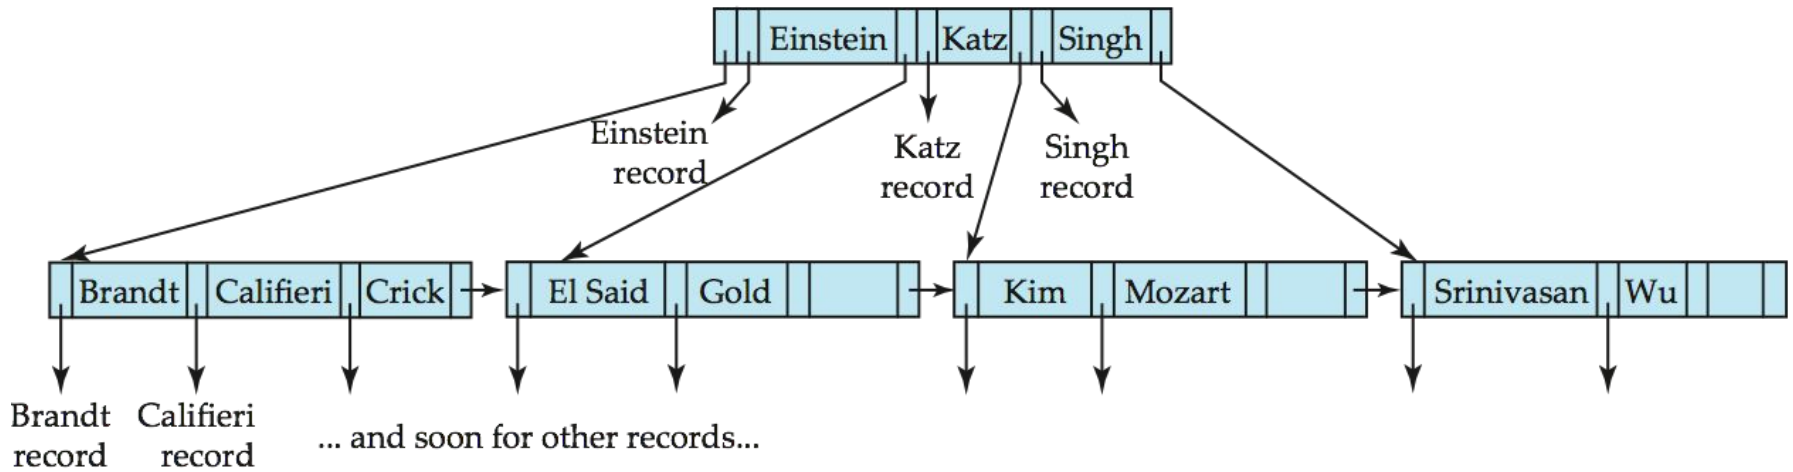 Einstein Katz Singh
Einstein
record
Katz
record
Singh
record
Brandt Califieri Crick El Said Gold Kim Mozart Srinivasan Wu
Brandt
record
Califieri
record
... and soon for other records...